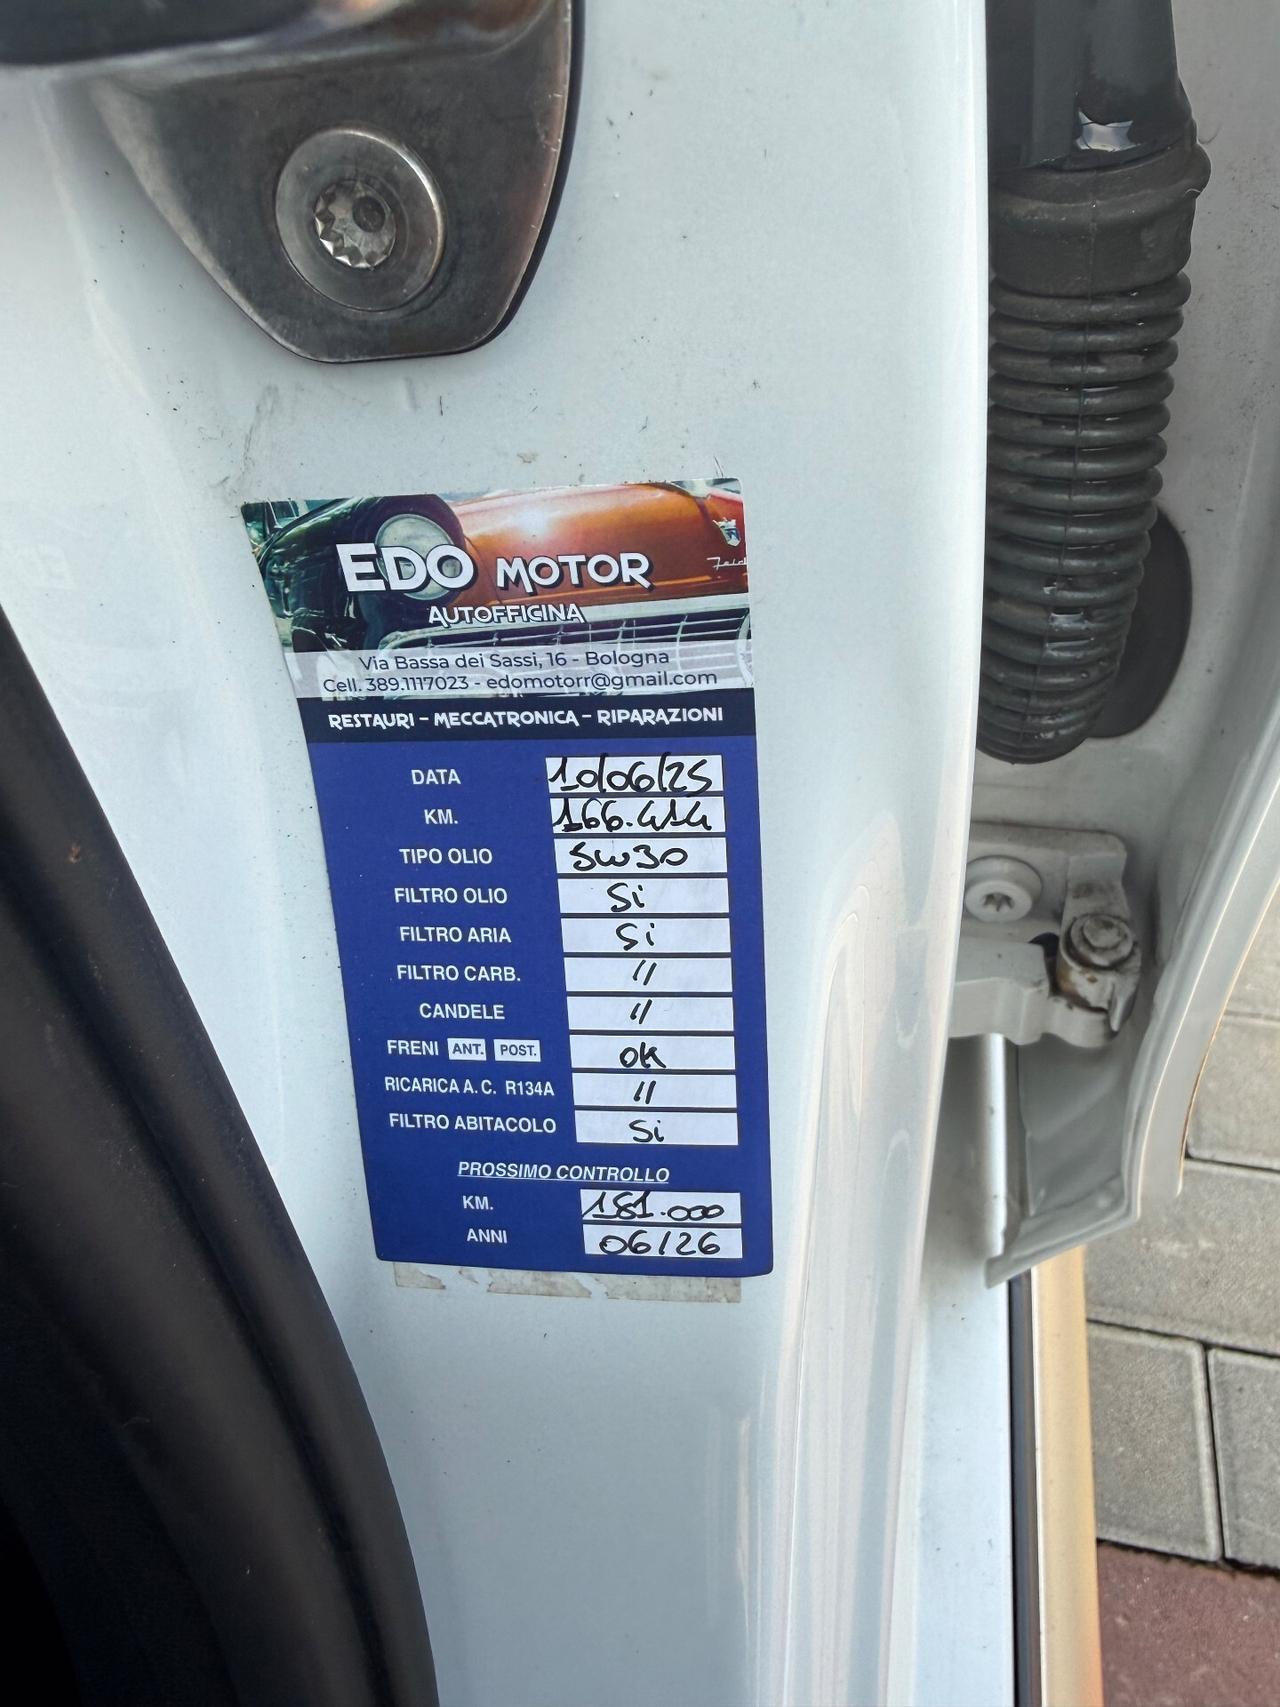 EDO MOTOR
AUTOFFICINA
Via Bassa dei Sassi, 16 - Bologna
Cell. 389.1117023 - edomotorr@gmail.com
RESTAURI - MECCATRONICA - RIPARAZIONI
DATA 10/06/25
KM. 166.414
TIPO OLIO 5W30
FILTRO OLIO Si
FILTRO ARIA Si
FILTRO CARB. //
CANDELE //
FRENI ANT. POST. OK
RICARICA A.C. R134A //
FILTRO ABITACOLO Si
PROSSIMO CONTROLLO
KM. 181.000
ANNI 06/26